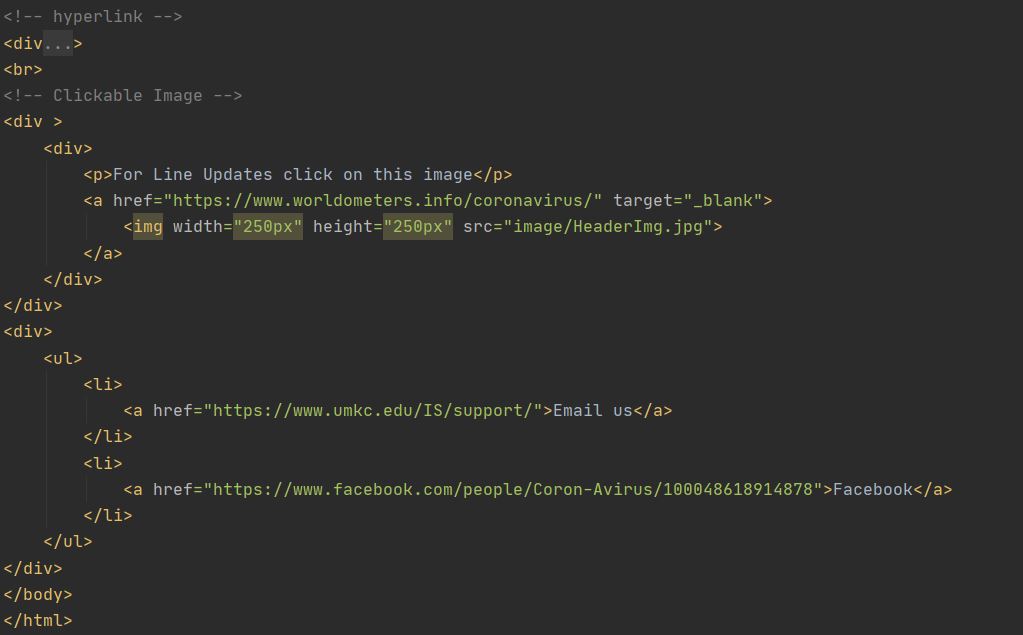 <!-- hyperlink -->
<div...>
<br>
<!-- Clickable Image -->
<div >
    <div>
        <p>For Line Updates click on this image</p>
        <a href="https://www.worldometers.info/coronavirus/" target="_blank">
            <img width="250px" height="250px" src="image/HeaderImg.jpg">
        </a>
    </div>
</div>
<div>
    <ul>
        <li>
            <a href="https://www.umkc.edu/IS/support/">Email us</a>
        </li>
        <li>
            <a href="https://www.facebook.com/people/Coron-Avirus/100048618914878">Facebook</a>
        </li>
    </ul>
</div>
</body>
</html>